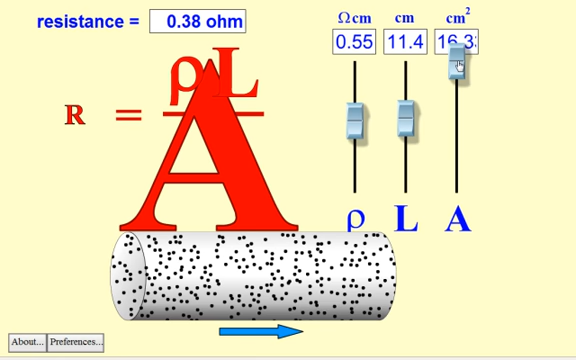 resistance = 0.38 ohm
Ωcm cm cm²
0.55 11.4
R = ρL
A
ρ L A
About... Preferences...